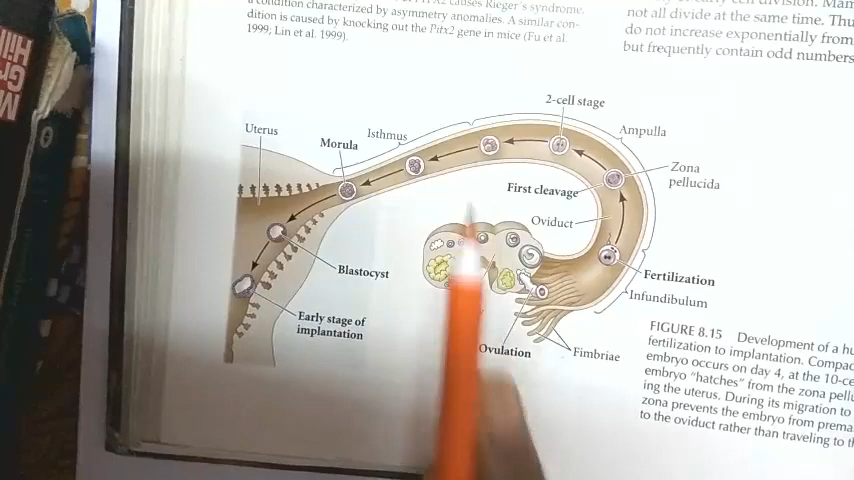 a condition characterized by asymmetry anomalies. A similar con-
dition is caused by knocking out the Pitx2 gene in mice (Fu et al.
1999; Lin et al. 1999).
not all divide at the same time. Thu
do not increase exponentially from
but frequently contain odd numbers
2-cell stage
Uterus
Isthmus
Ampulla
Morula
Zona
pellucida
First cleavage
Oviduct
Blastocyst
Fertilization
Infundibulum
Early stage of
implantation
Ovulation
Fimbriae
FIGURE 8.15 Development of a hu
fertilization to implantation. Compac
embryo occurs on day 4, at the 10-ce
embryo "hatches" from the zona pellu
ing the uterus. During its migration to
zona prevents the embryo from prema
to the oviduct rather than traveling to th